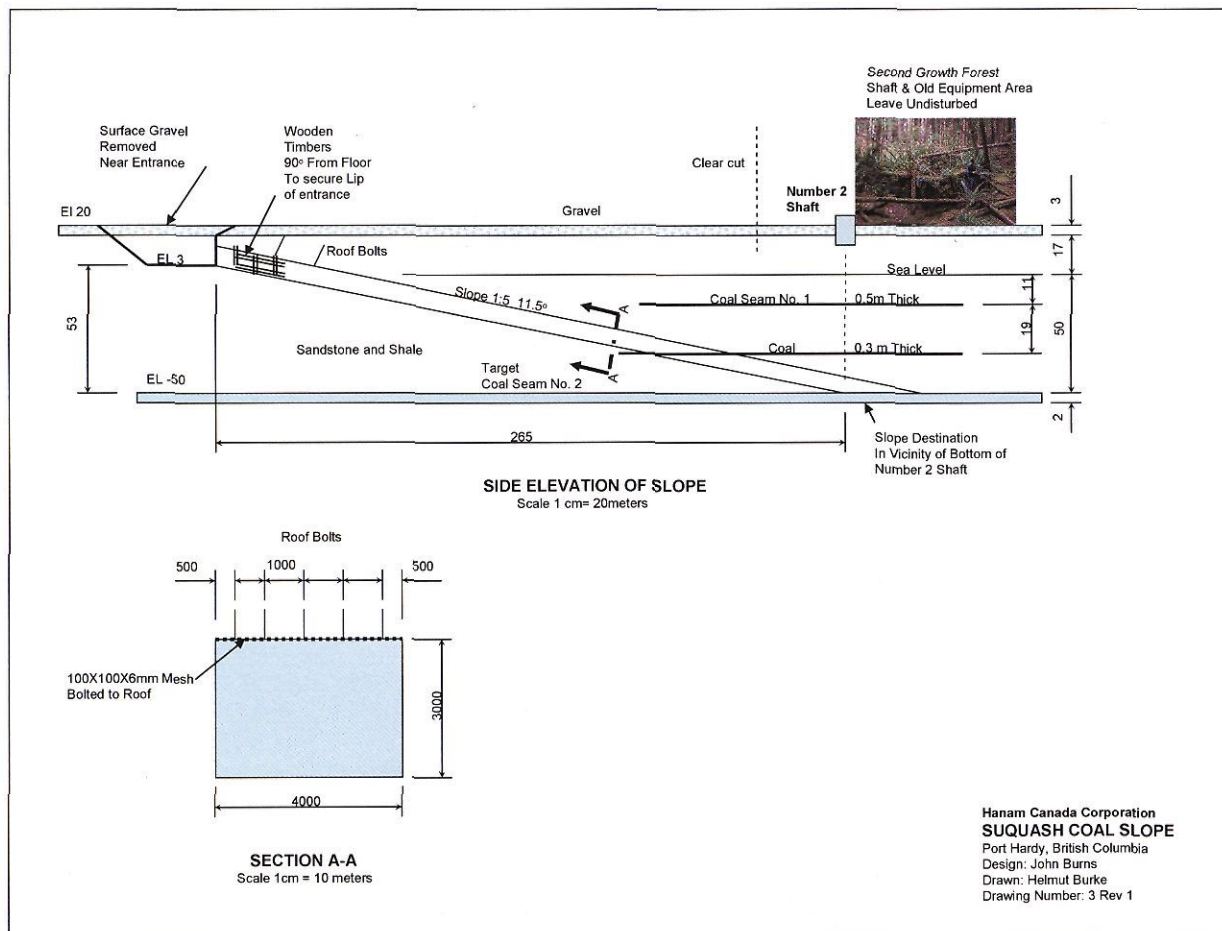 Second Growth Forest
Shaft & Old Equipment Area
Leave Undisturbed
Surface Gravel
Removed
Near Entrance
Wooden
Timbers
90° From Floor
To secure Lip
of entrance
Clear cut
Number 2
Shaft
3
El 20
Gravel
EL 3
Roof Bolts
17
Sea Level
Slope 1:5 11.5°
A
11
Coal Seam No. 1
0.5m Thick
53
19
50
Sandstone and Shale
Coal
0.3 m Thick
Target
Coal Seam No. 2
A
EL -50
2
265
Slope Destination
In Vicinity of Bottom of
Number 2 Shaft
SIDE ELEVATION OF SLOPE
Scale 1 cm= 20meters
Roof Bolts
500
1000
500
100X100X6mm Mesh
Bolted to Roof
3000
4000
SECTION A-A
Scale 1cm = 10 meters
Hanam Canada Corporation
SUQUASH COAL SLOPE
Port Hardy, British Columbia
Design: John Burns
Drawn: Helmut Burke
Drawing Number: 3 Rev 1